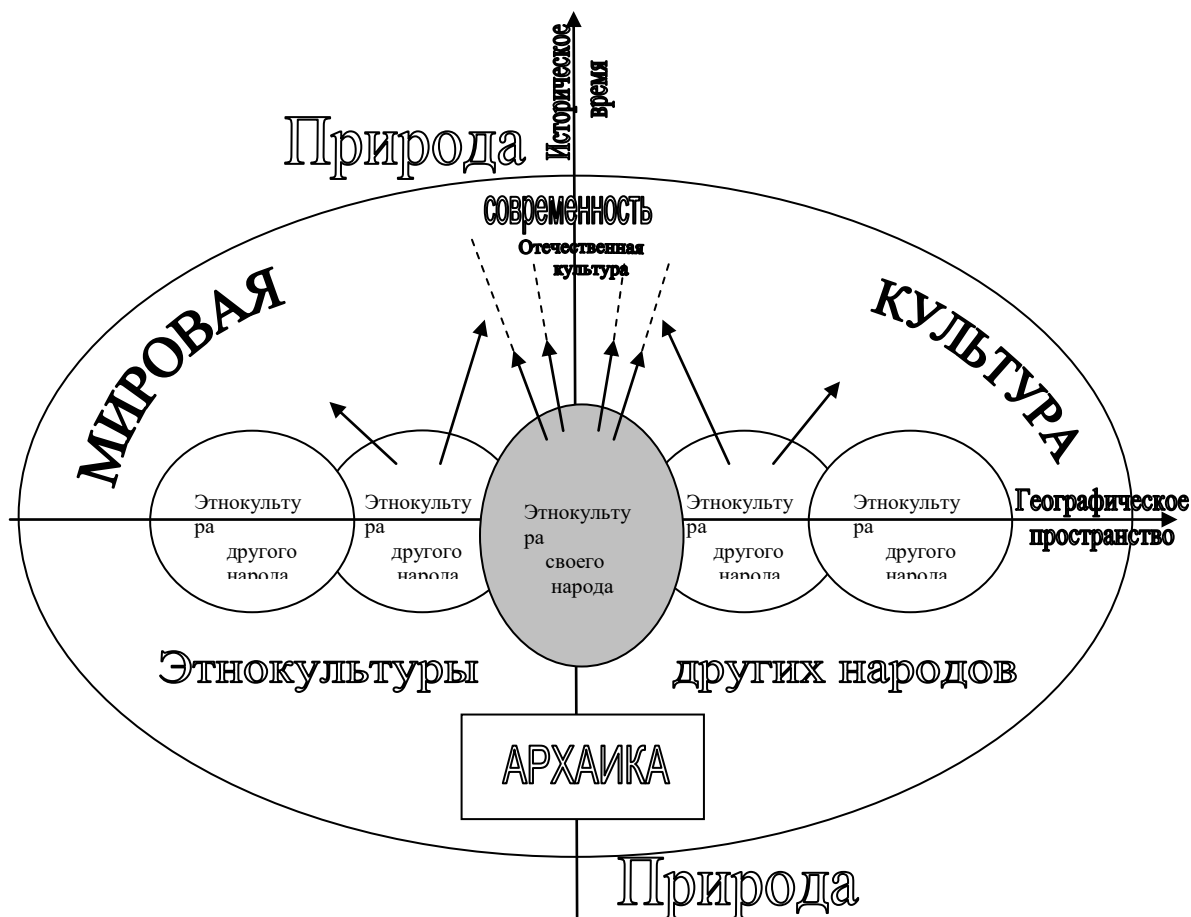 Историческое
время
Природа
современность
Отечественная
культура
МИРОВАЯ
КУЛЬТУРА
Этнокульту
ра
другого
народа
Этнокульту
ра
другого
народа
Этнокульту
ра
своего
народа
Этнокульту
ра
другого
народа
Этнокульту
ра
другого
народа
Географическое
пространство
Этнокультуры
других народов
АРХАИКА
Природа